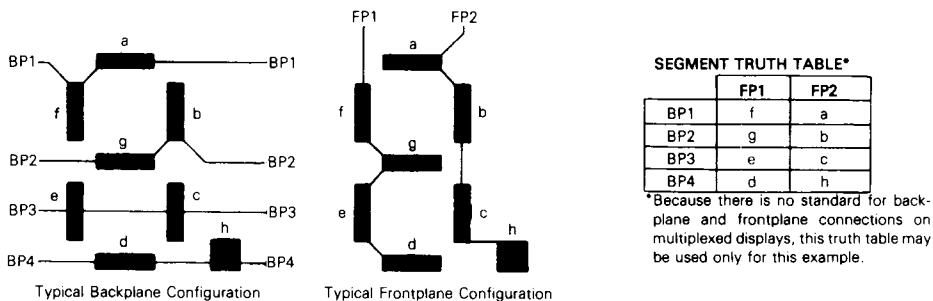 a
BP1
BP1
f
b
g
BP2
BP2
e
c
BP3
BP3
d
h
BP4
BP4
Typical Backplane Configuration
FP1
FP2
a
f
b
g
e
c
h
d
Typical Frontplane Configuration
SEGMENT TRUTH TABLE*
FP1 FP2
BP1 f a
BP2 g b
BP3 e c
BP4 d h
*Because there is no standard for back-
plane and frontplane connections on
multiplexed displays, this truth table may
be used only for this example.